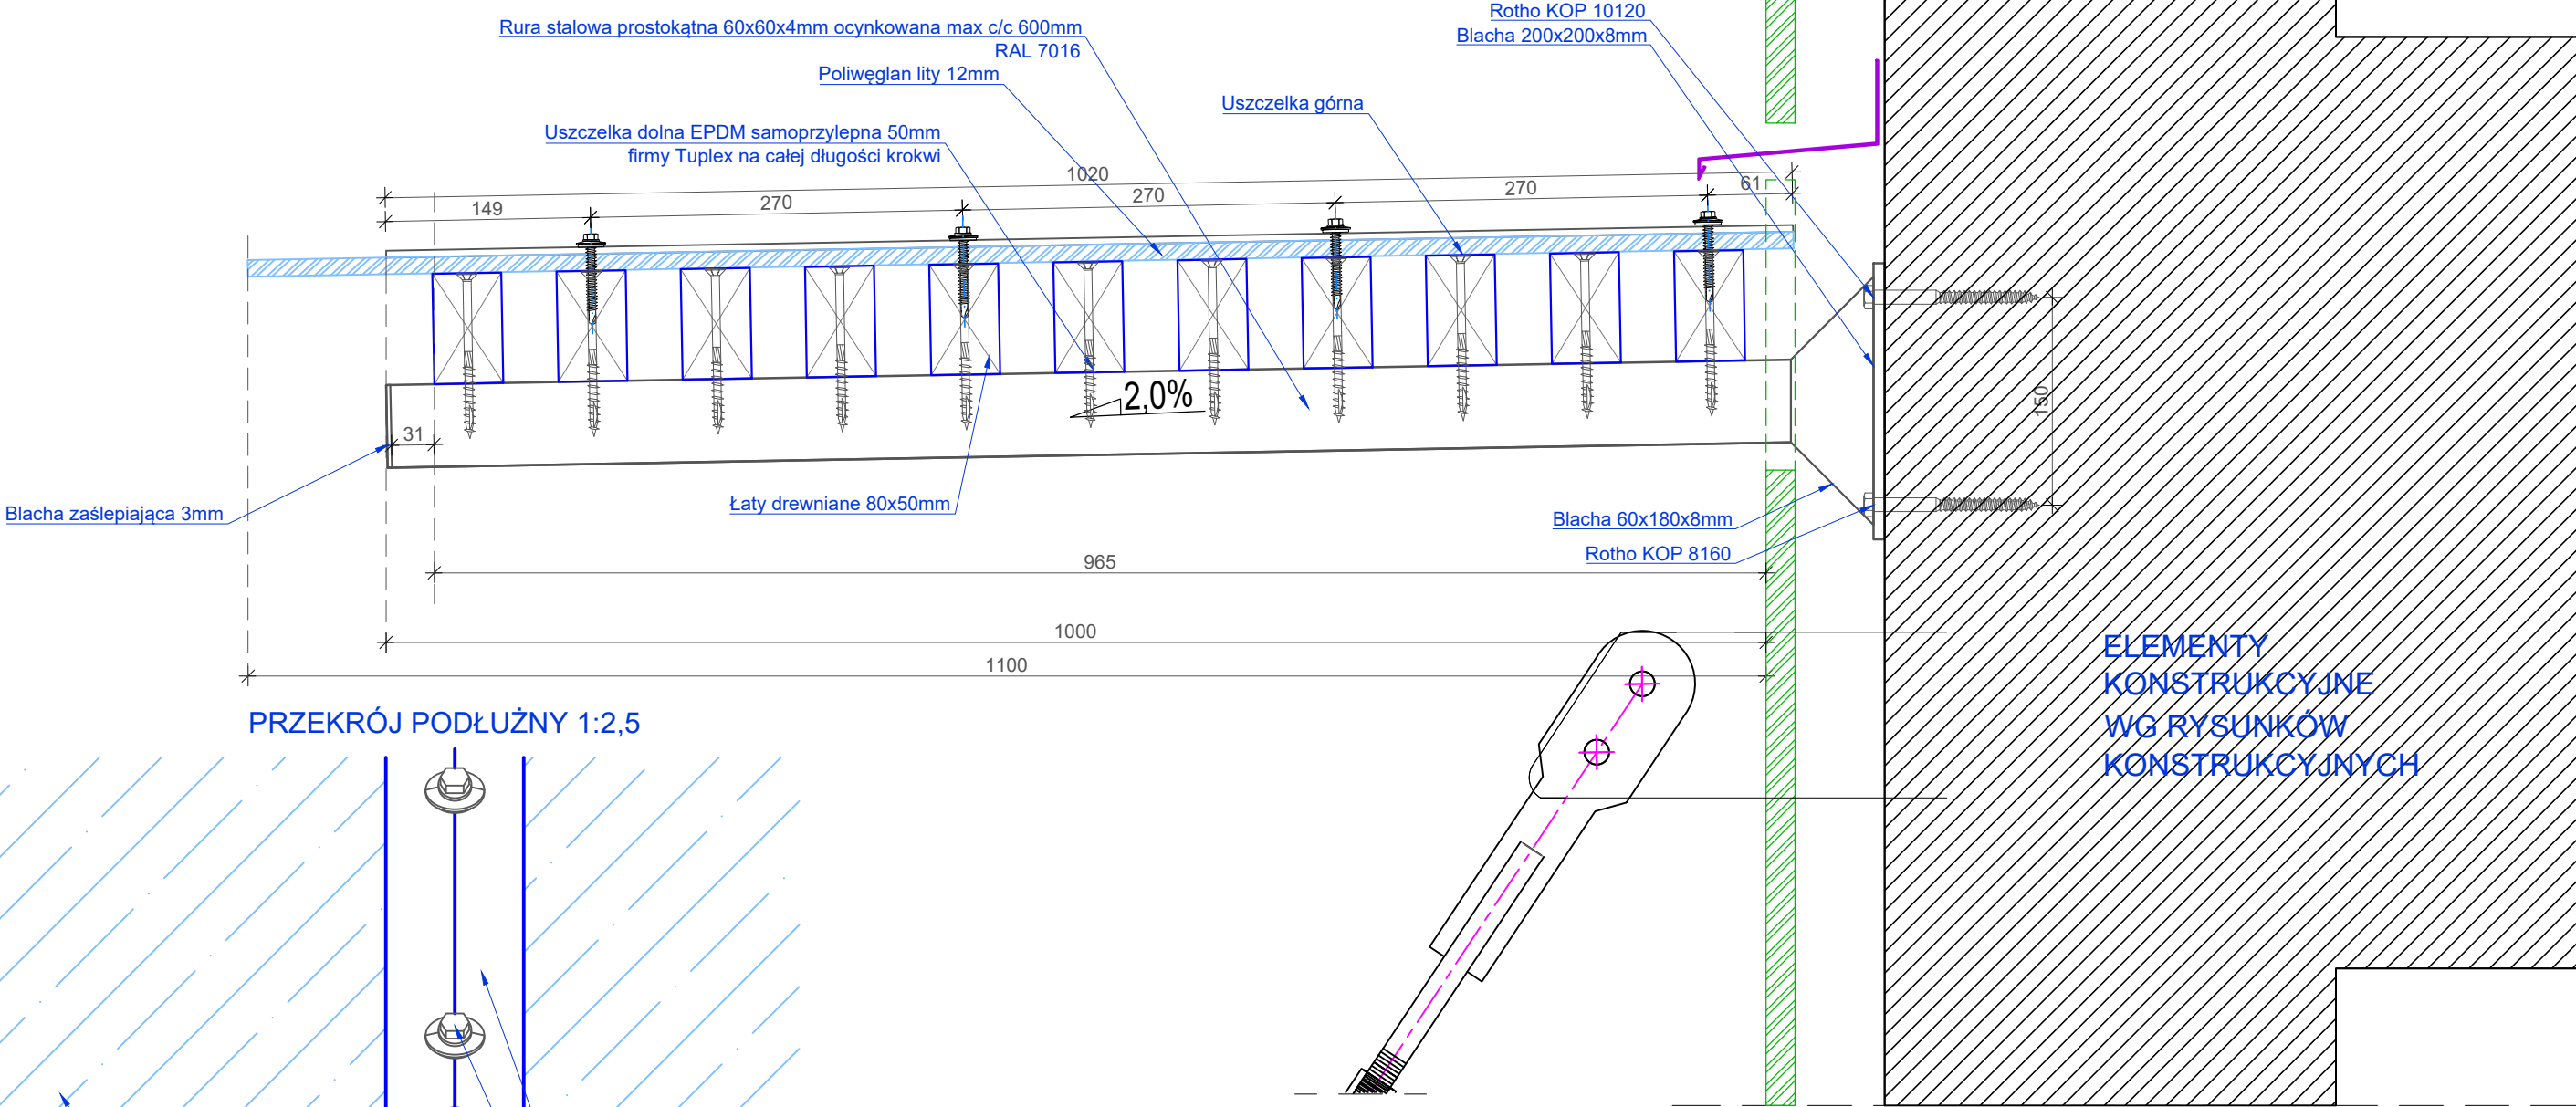 Rura stalowa prostokątna 60x60x4mm ocynkowana max c/c 600mm
RAL 7016
Poliwęglan lity 12mm
Uszczelka dolna EPDM samoprzylepna 50mm
firmy Tuplex na całej długości krokwi
Uszczelka górna
Rotho KOP 10120
Blacha 200x200x8mm
1020
149
270
270
270
61
2,0%
31
150
Blacha zaślepiająca 3mm
Łaty drewniane 80x50mm
Blacha 60x180x8mm
Rotho KOP 8160
965
1000
1100
PRZEKRÓJ PODŁUŻNY 1:2,5
ELEMENTY
KONSTRUKCYJNE
WG RYSUNKÓW
KONSTRUKCYJNYCH